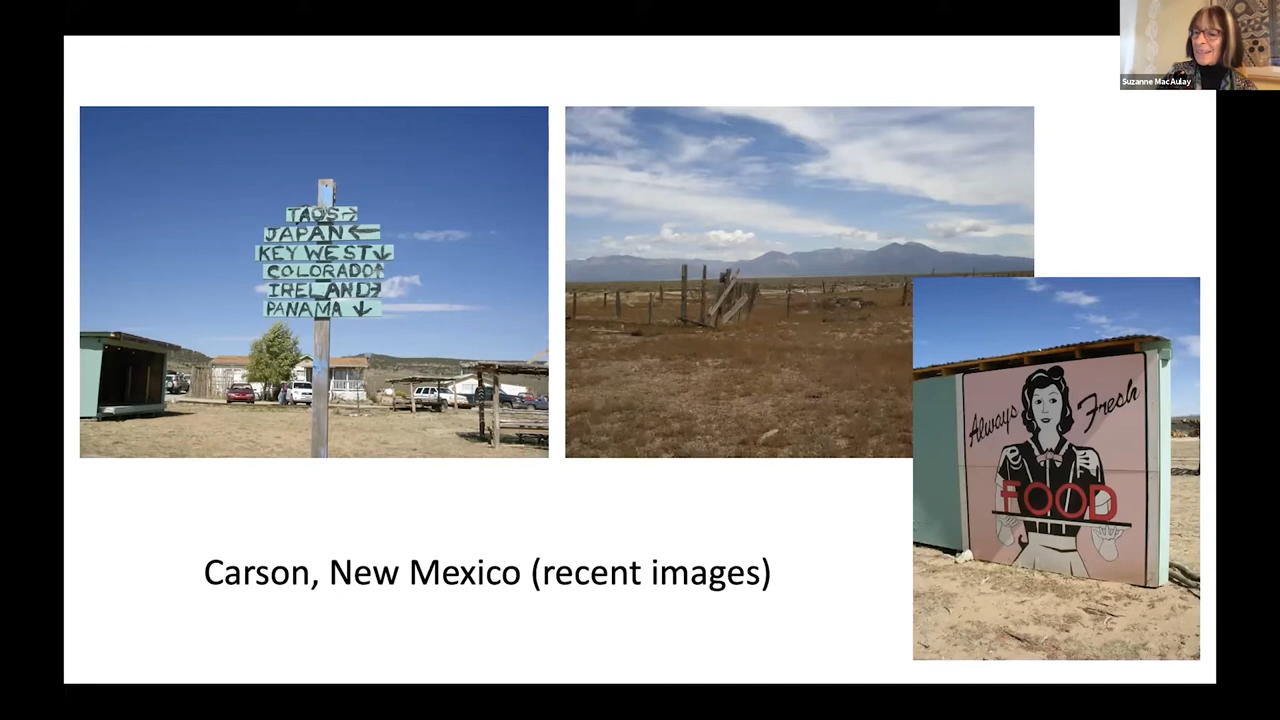 Suzanne MacAulay
TAOS→
JAPAN←
KEY WEST↓
COLORADO↑
IRELAND→
PANAMA ↓
Always Fresh
FOOD
Carson, New Mexico (recent images)